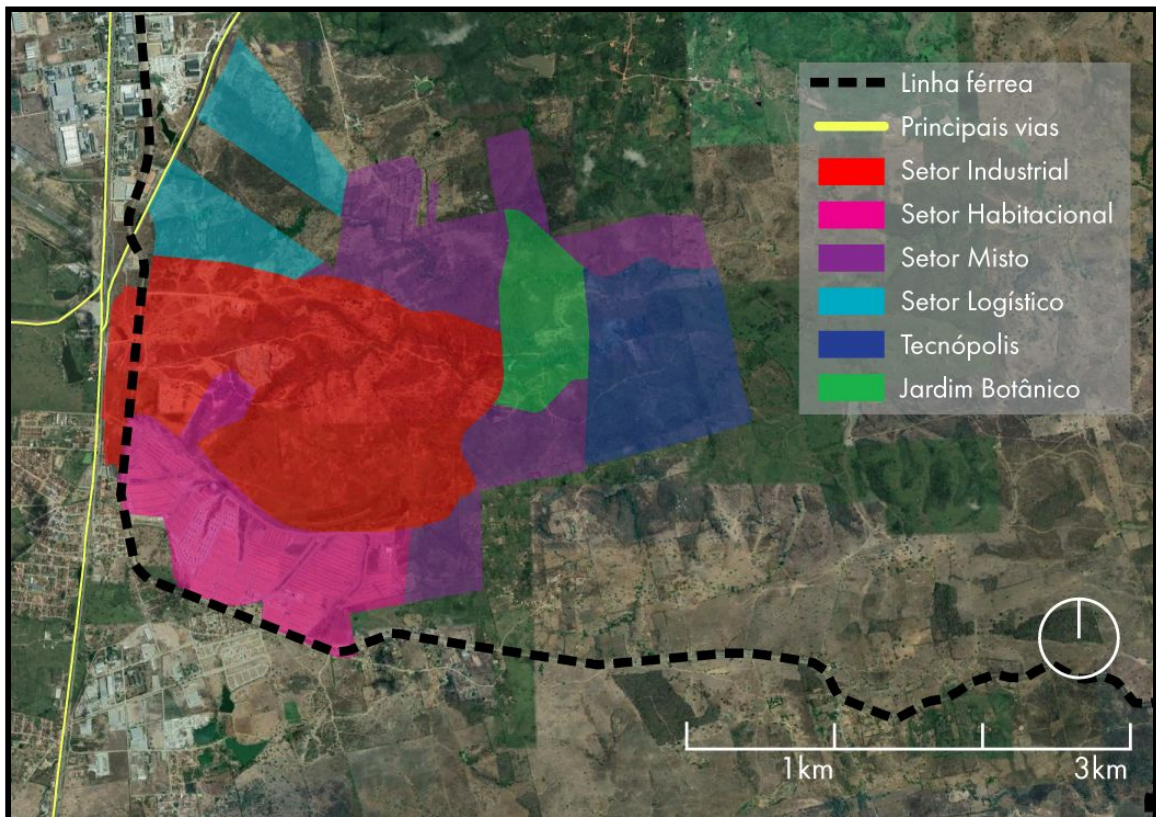 Linha férrea
Principais vias
Setor Industrial
Setor Habitacional
Setor Misto
Setor Logístico
Tecnópolis
Jardim Botânico
1km
3km